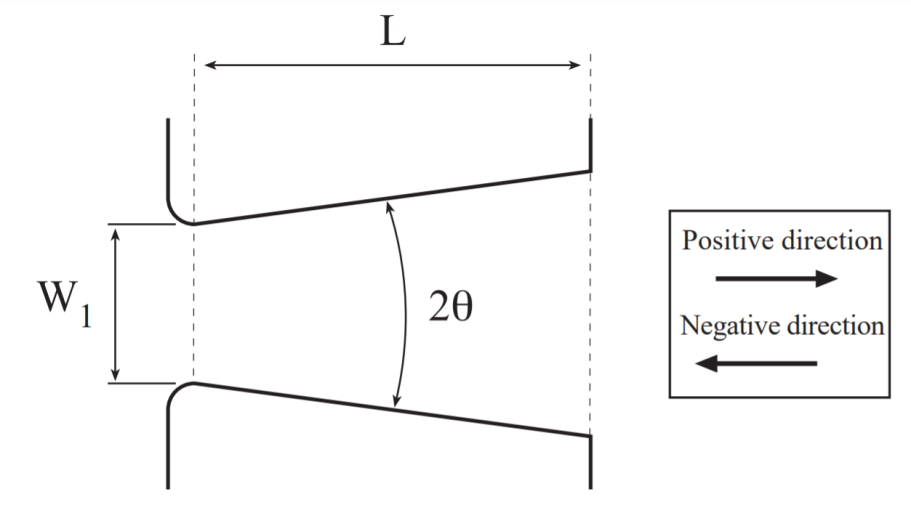 L
W1
2θ
Positive direction
Negative direction